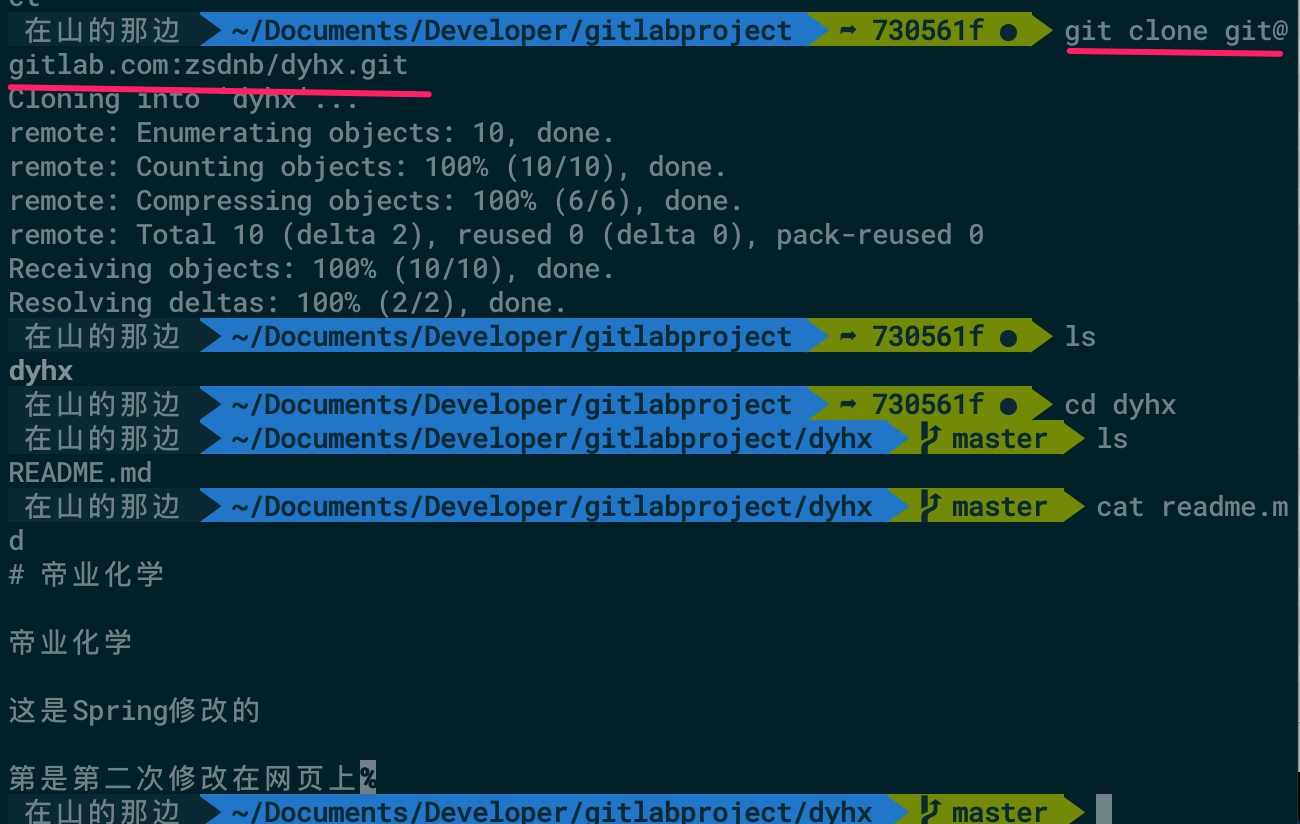 在山的那边 ~/Documents/Developer/gitlabproject ➦ 730561f ● git clone git@
gitlab.com:zsdnb/dyhx.git
Cloning into 'dyhx'...
remote: Enumerating objects: 10, done.
remote: Counting objects: 100% (10/10), done.
remote: Compressing objects: 100% (6/6), done.
remote: Total 10 (delta 2), reused 0 (delta 0), pack-reused 0
Receiving objects: 100% (10/10), done.
Resolving deltas: 100% (2/2), done.
在山的那边 ~/Documents/Developer/gitlabproject ➦ 730561f ● ls
dyhx
在山的那边 ~/Documents/Developer/gitlabproject ➦ 730561f ● cd dyhx
在山的那边 ~/Documents/Developer/gitlabproject/dyhx master ls
README.md
在山的那边 ~/Documents/Developer/gitlabproject/dyhx master cat readme.m
d
# 帝业化学
帝业化学
这是Spring修改的
第是第二次修改在网页上%
在山的那边 ~/Documents/Developer/gitlabproject/dyhx master